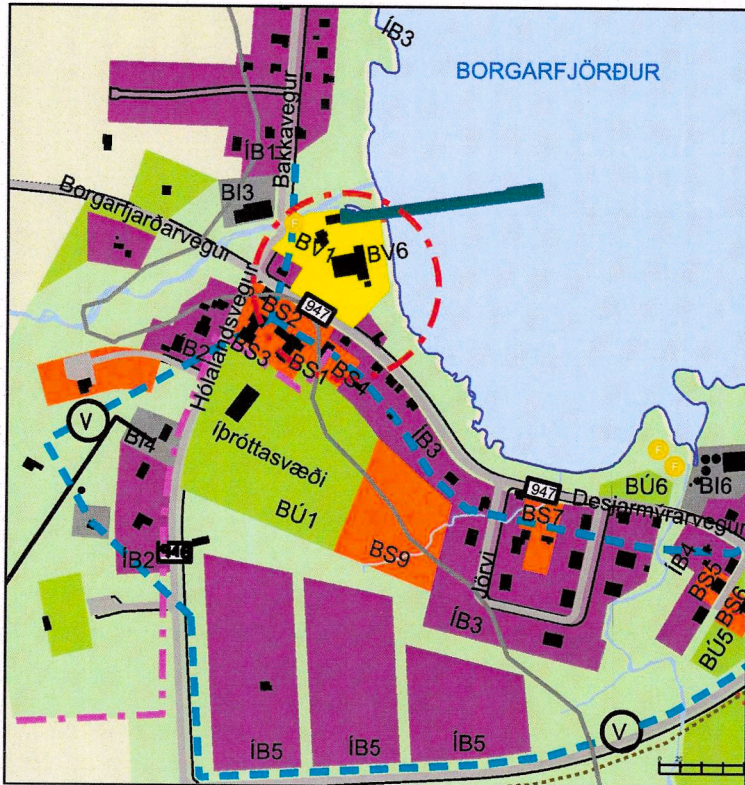 ÍB3
BORGARFJÖRÐUR
ÍB1
Bakkavegur
BI3
Borgarfjarðarvegur
F
BV1
BV6
947
Hólalandsvegur
BS2
ÍB2
BS3
BS1
BS4
V
BI4
íþróttasvæði
BÚ1
ÍB3
947
BÚ6
F
F
BI6
Desjarmýrarvegur
BS7
BS9
ÍB2
946
Jörvi
ÍB3
ÍB4
BS5
BS6
BÚ5
V
ÍB5
ÍB5
ÍB5